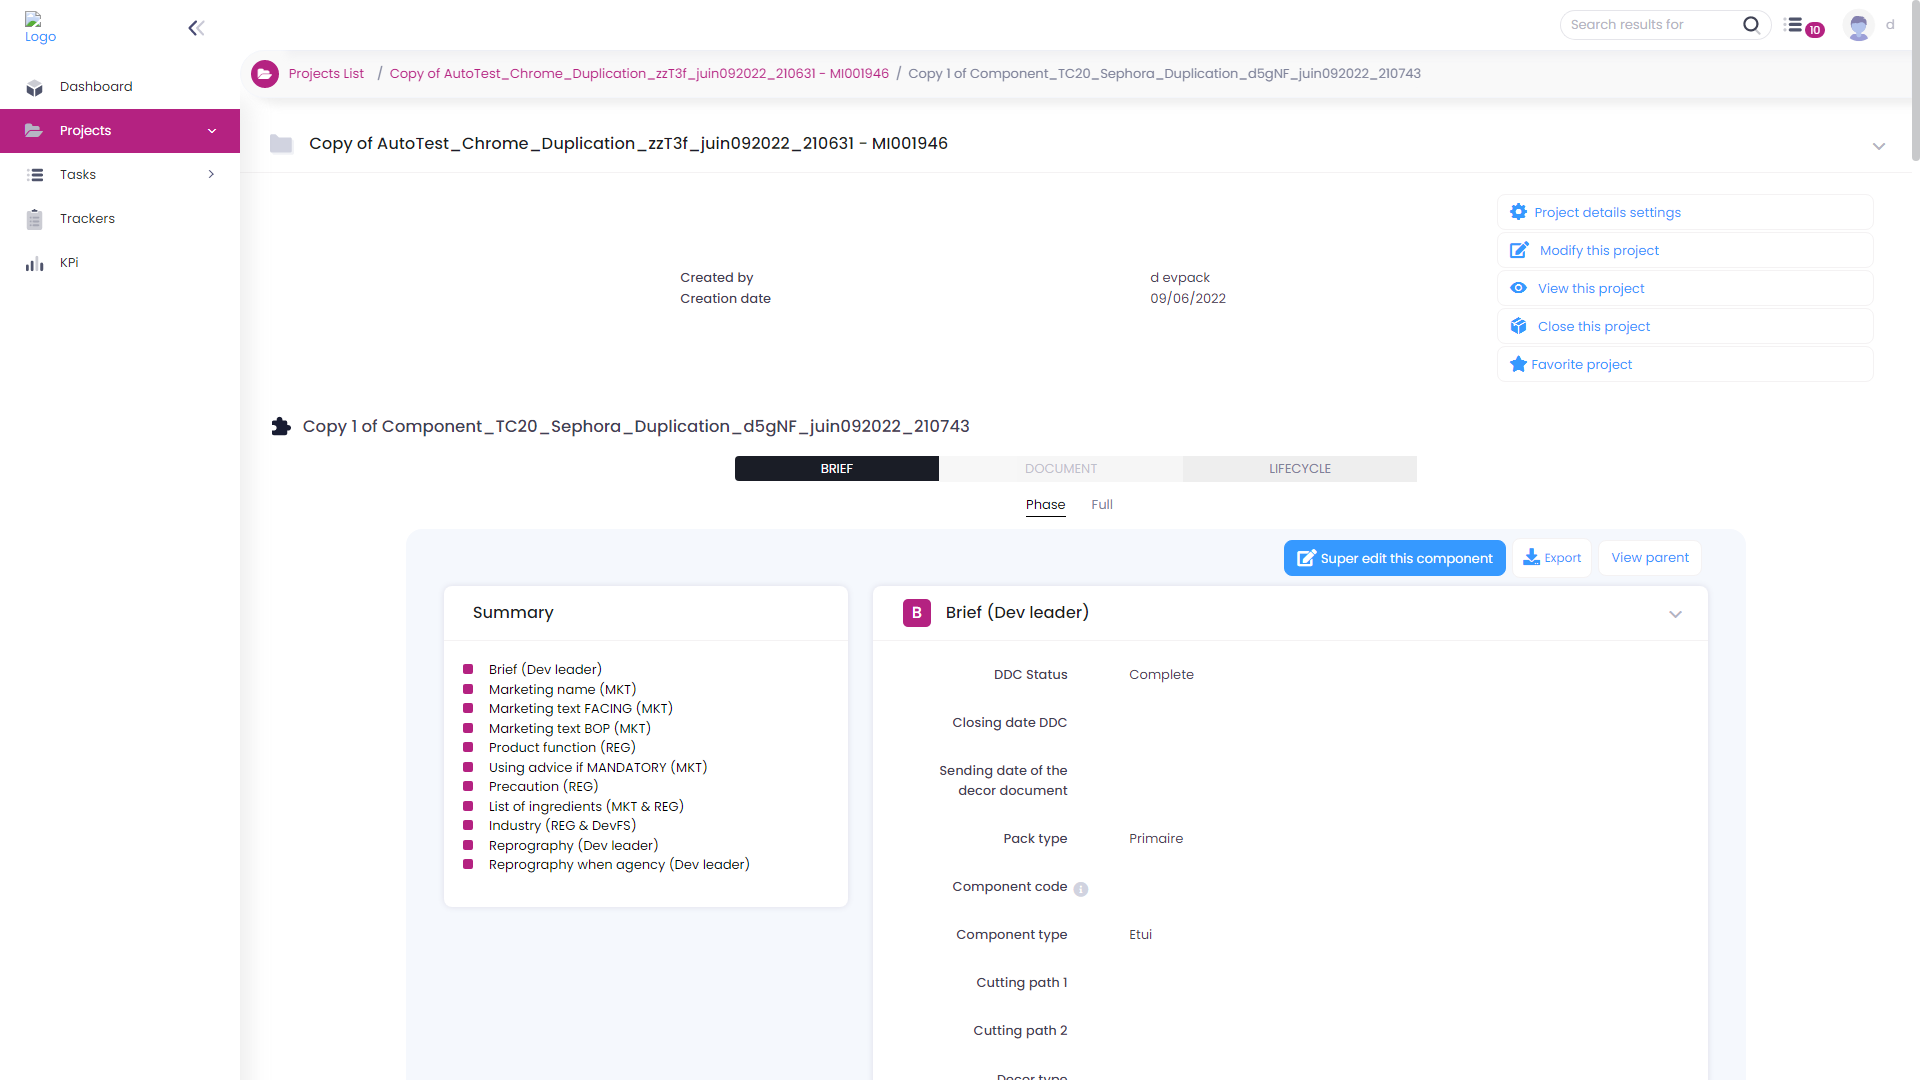 Logo
Search results for
10
d
Dashboard
Projects
Tasks
Trackers
KPi
Projects List / Copy of AutoTest_Chrome_Duplication_zzT3f_juin092022_210631 - MI001946 / Copy 1 of Component_TC20_Sephora_Duplication_d5gNF_juin092022_210743
Copy of AutoTest_Chrome_Duplication_zzT3f_juin092022_210631 - MI001946
Created by d evpack
Creation date 09/06/2022
Project details settings
Modify this project
View this project
Close this project
Favorite project
Copy 1 of Component_TC20_Sephora_Duplication_d5gNF_juin092022_210743
BRIEF DOCUMENT LIFECYCLE
Phase Full
Super edit this component Export View parent
Summary
Brief (Dev leader)
Marketing name (MKT)
Marketing text FACING (MKT)
Marketing text BOP (MKT)
Product function (REG)
Using advice if MANDATORY (MKT)
Precaution (REG)
List of ingredients (MKT & REG)
Industry (REG & DevFS)
Reprography (Dev leader)
Reprography when agency (Dev leader)
B Brief (Dev leader)
DDC Status Complete
Closing date DDC
Sending date of the
decor document
Pack type Primaire
Component code
Component type Etui
Cutting path 1
Cutting path 2
Decor type